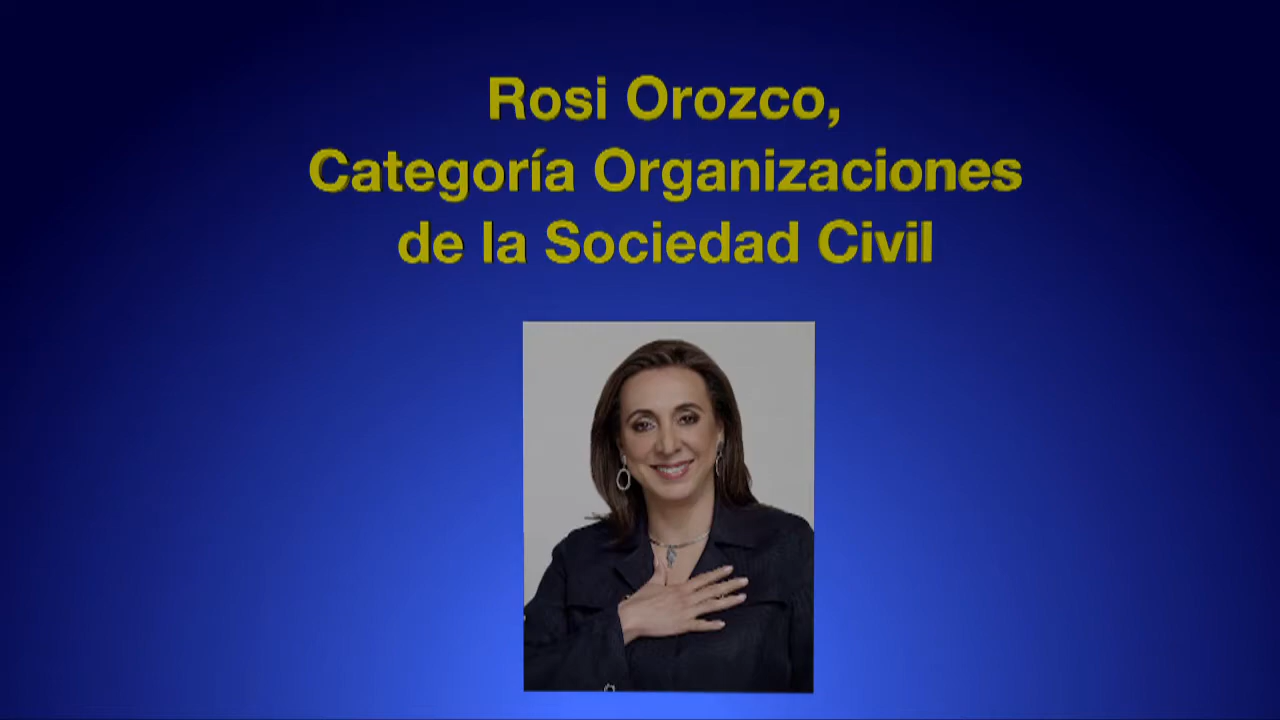 Rosi Orozco,
Categoría Organizaciones
de la Sociedad Civil